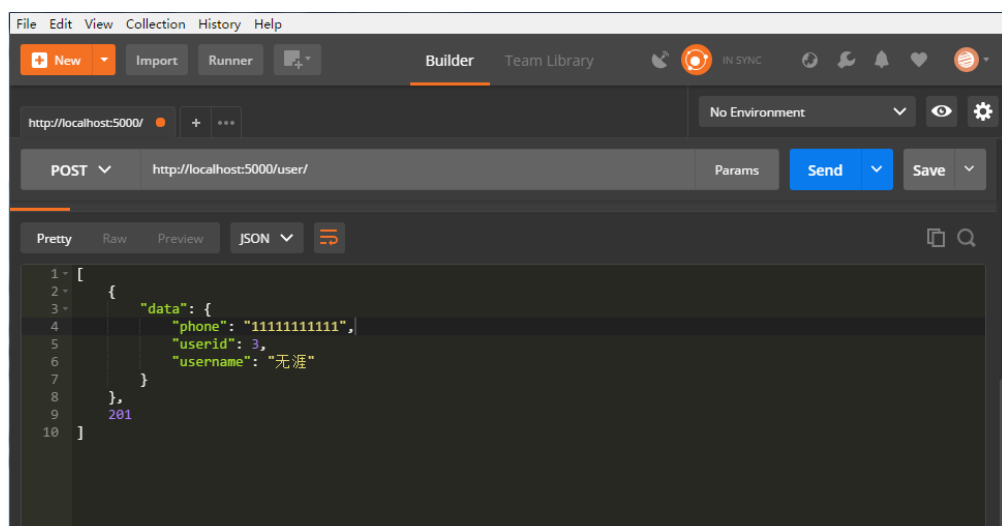 File Edit View Collection History Help
New Import Runner Builder Team Library IN SYNC
http://localhost:5000/ + ••• No Environment
POST http://localhost:5000/user/ Params Send Save
Pretty Raw Preview JSON
1 [
2 {
3 "data": {
4 "phone": "11111111111",
5 "userid": 3,
6 "username": "无涯"
7 }
8 },
9 201
10 ]